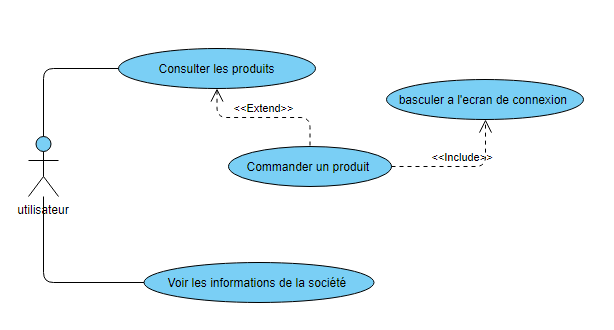 Consulter les produits
basculer a l'ecran de connexion
<<Extend>>
<<Include>>
Commander un produit
utilisateur
Voir les informations de la société